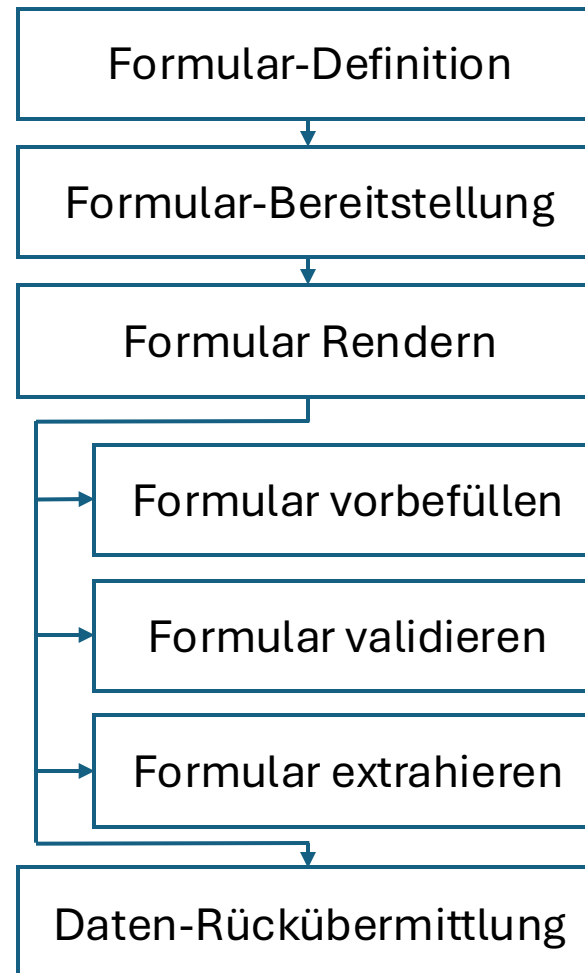 Formular-Definition
Formular-Bereitstellung
Formular Rendern
Formular vorbefüllen
Formular validieren
Formular extrahieren
Daten-Rückübermittlung